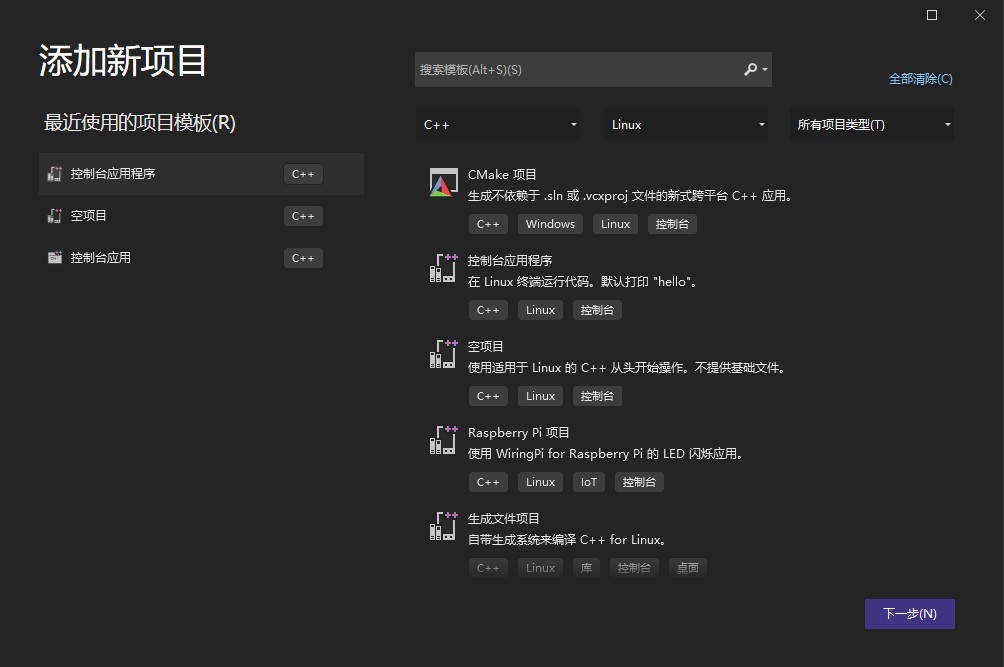 添加新项目
最近使用的项目模板(R)
控制台应用程序 C++
空项目 C++
控制台应用 C++
搜索模板(Alt+S)(S)
全部清除(C)
C++ Linux 所有项目类型(T)
CMake 项目
生成不依赖于 .sln 或 .vcxproj 文件的新式跨平台 C++ 应用。
C++ Windows Linux 控制台
控制台应用程序
在 Linux 终端运行代码。默认打印 "hello"。
C++ Linux 控制台
空项目
使用适用于 Linux 的 C++ 从头开始操作。不提供基础文件。
C++ Linux 控制台
Raspberry Pi 项目
使用 WiringPi for Raspberry Pi 的 LED 闪烁应用。
C++ Linux IoT 控制台
生成文件项目
自带生成系统来编译 C++ for Linux。
C++ Linux 库 控制台 桌面
下一步(N)